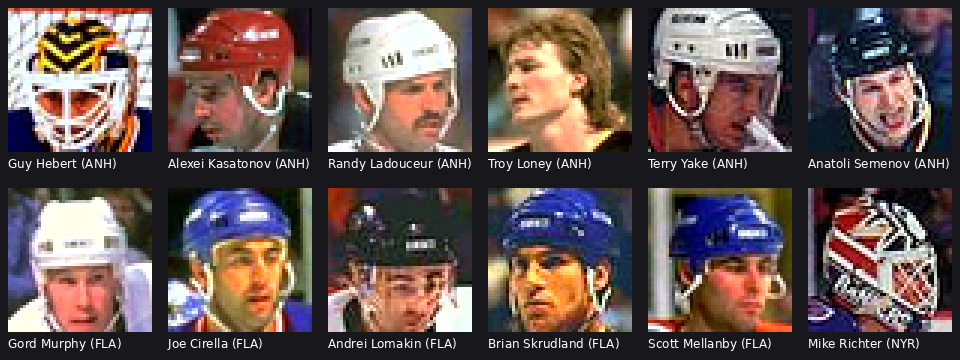 Guy Hebert (ANH) Alexei Kasatonov (ANH) Randy Ladouceur (ANH) Troy Loney (ANH) Terry Yake (ANH) Anatoli Semenov (ANH)
Gord Murphy (FLA) Joe Cirella (FLA) Andrei Lomakin (FLA) Brian Skrudland (FLA) Scott Mellanby (FLA) Mike Richter (NYR)